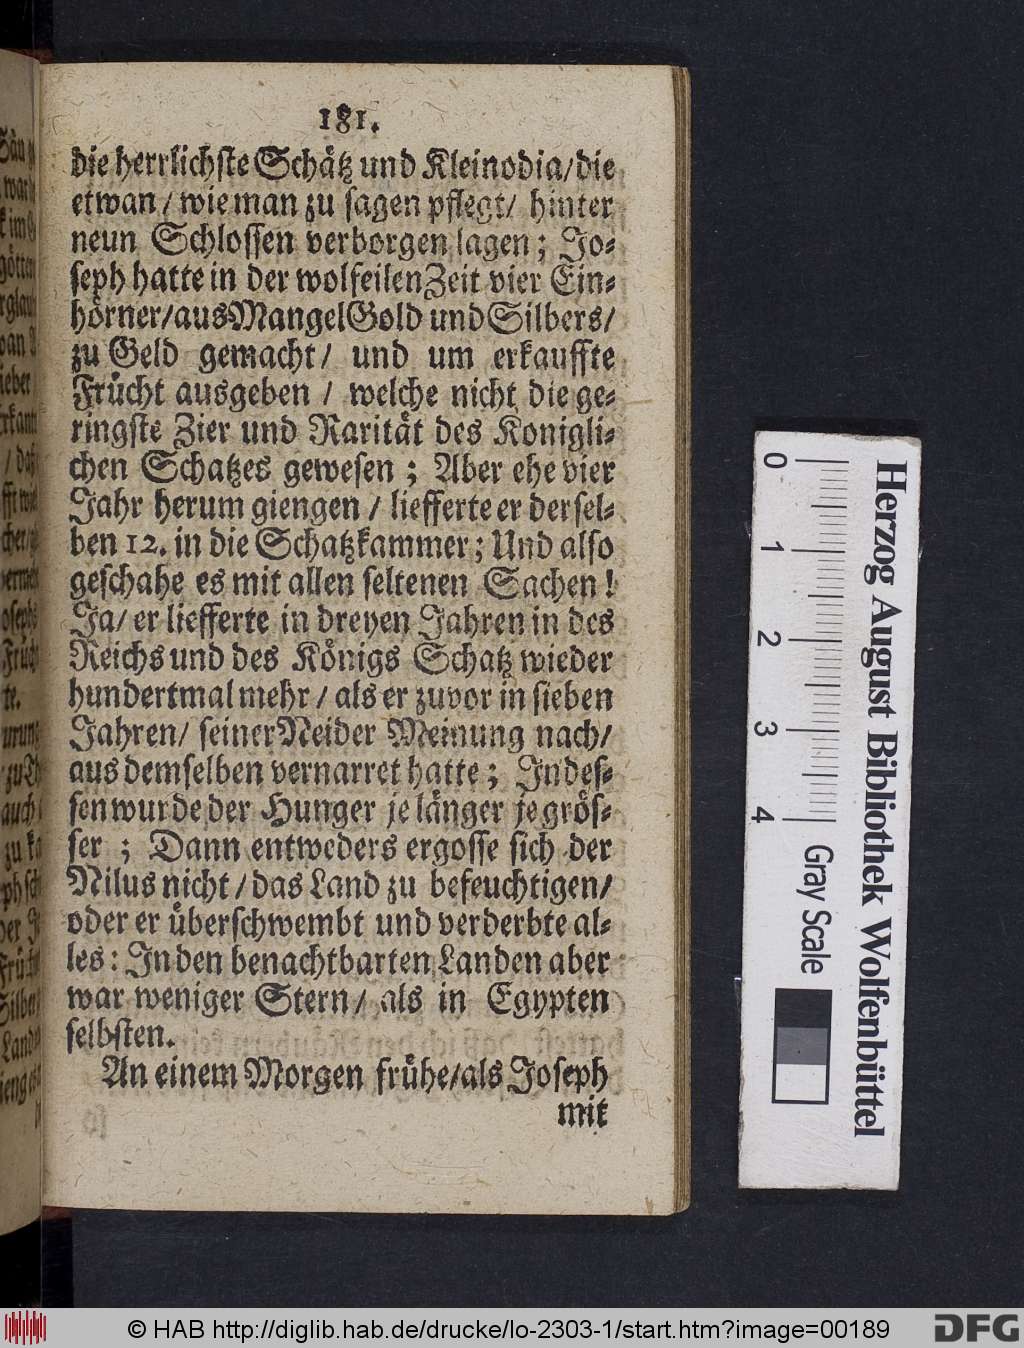 181.
die herrlichste Schätz und Kleinodia/die
etwan/ wie man zu sagen pflegt/ hinter
neun Schlossen verborgen lagen; Jo-
seph hatte in der wolfeilen Zeit vier Ein-
hörner/aus Mangel Gold und Silbers/
zu Geld gemacht/ und um erkauffte
Frücht ausgeben / welche nicht die ge-
ringste Zier und Rarität des Konigli-
chen Schatzes gewesen ; Aber ehe vier
Jahr herum giengen / liefferte er dersel-
ben 12. in die Schatzkammer; Und also
geschahe es mit allen seltenen Sachen!
Ja/ er liefferte in dreyen Jahren in des
Reichs und des Königs Schatz wieder
hundertmal mehr / als er zuvor in sieben
Jahren/ seiner Neider Meinung nach/
aus demselben vernarret hatte; Indes-
sen wurde der Hunger je länger je grös-
ser ; Dann entweders ergosse sich der
Nilus nicht/das Land zu befeuchtigen/
oder er überschwembt und verderbte al-
les: In den benachtbarten Landen aber
war weniger Stern/ als in Egypten
selbsten.
An einem Morgen frühe/als Joseph
mit
Herzog August Bibliothek Wolfenbüttel
0 1 2 3 4
Gray Scale
© HAB http://diglib.hab.de/drucke/lo-2303-1/start.htm?image=00189
DFG